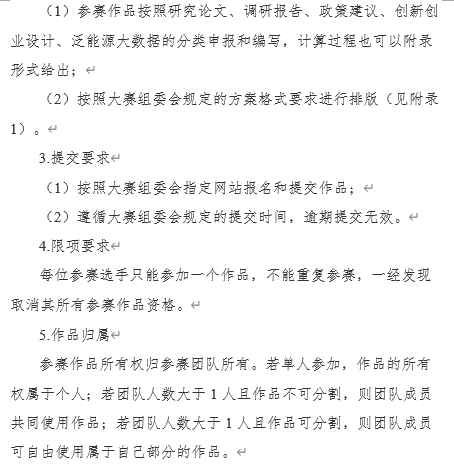 （1）参赛作品按照研究论文、调研报告、政策建议、创新创
业设计、泛能源大数据的分类申报和编写，计算过程也可以附录
形式给出；↵
（2）按照大赛组委会规定的方案格式要求进行排版（见附录
1）。↵
3.提交要求↵
（1）按照大赛组委会指定网站报名和提交作品；↵
（2）遵循大赛组委会规定的提交时间，逾期提交无效。↵
4.限项要求↵
每位参赛选手只能参加一个作品，不能重复参赛，一经发现
取消其所有参赛作品资格。↵
5.作品归属↵
参赛作品所有权归参赛团队所有。若单人参加，作品的所有
权属于个人；若团队人数大于 1 人且作品不可分割，则团队成员
共同使用作品；若团队人数大于 1 人且作品可分割，则团队成员
可自由使用属于自己部分的作品。↵